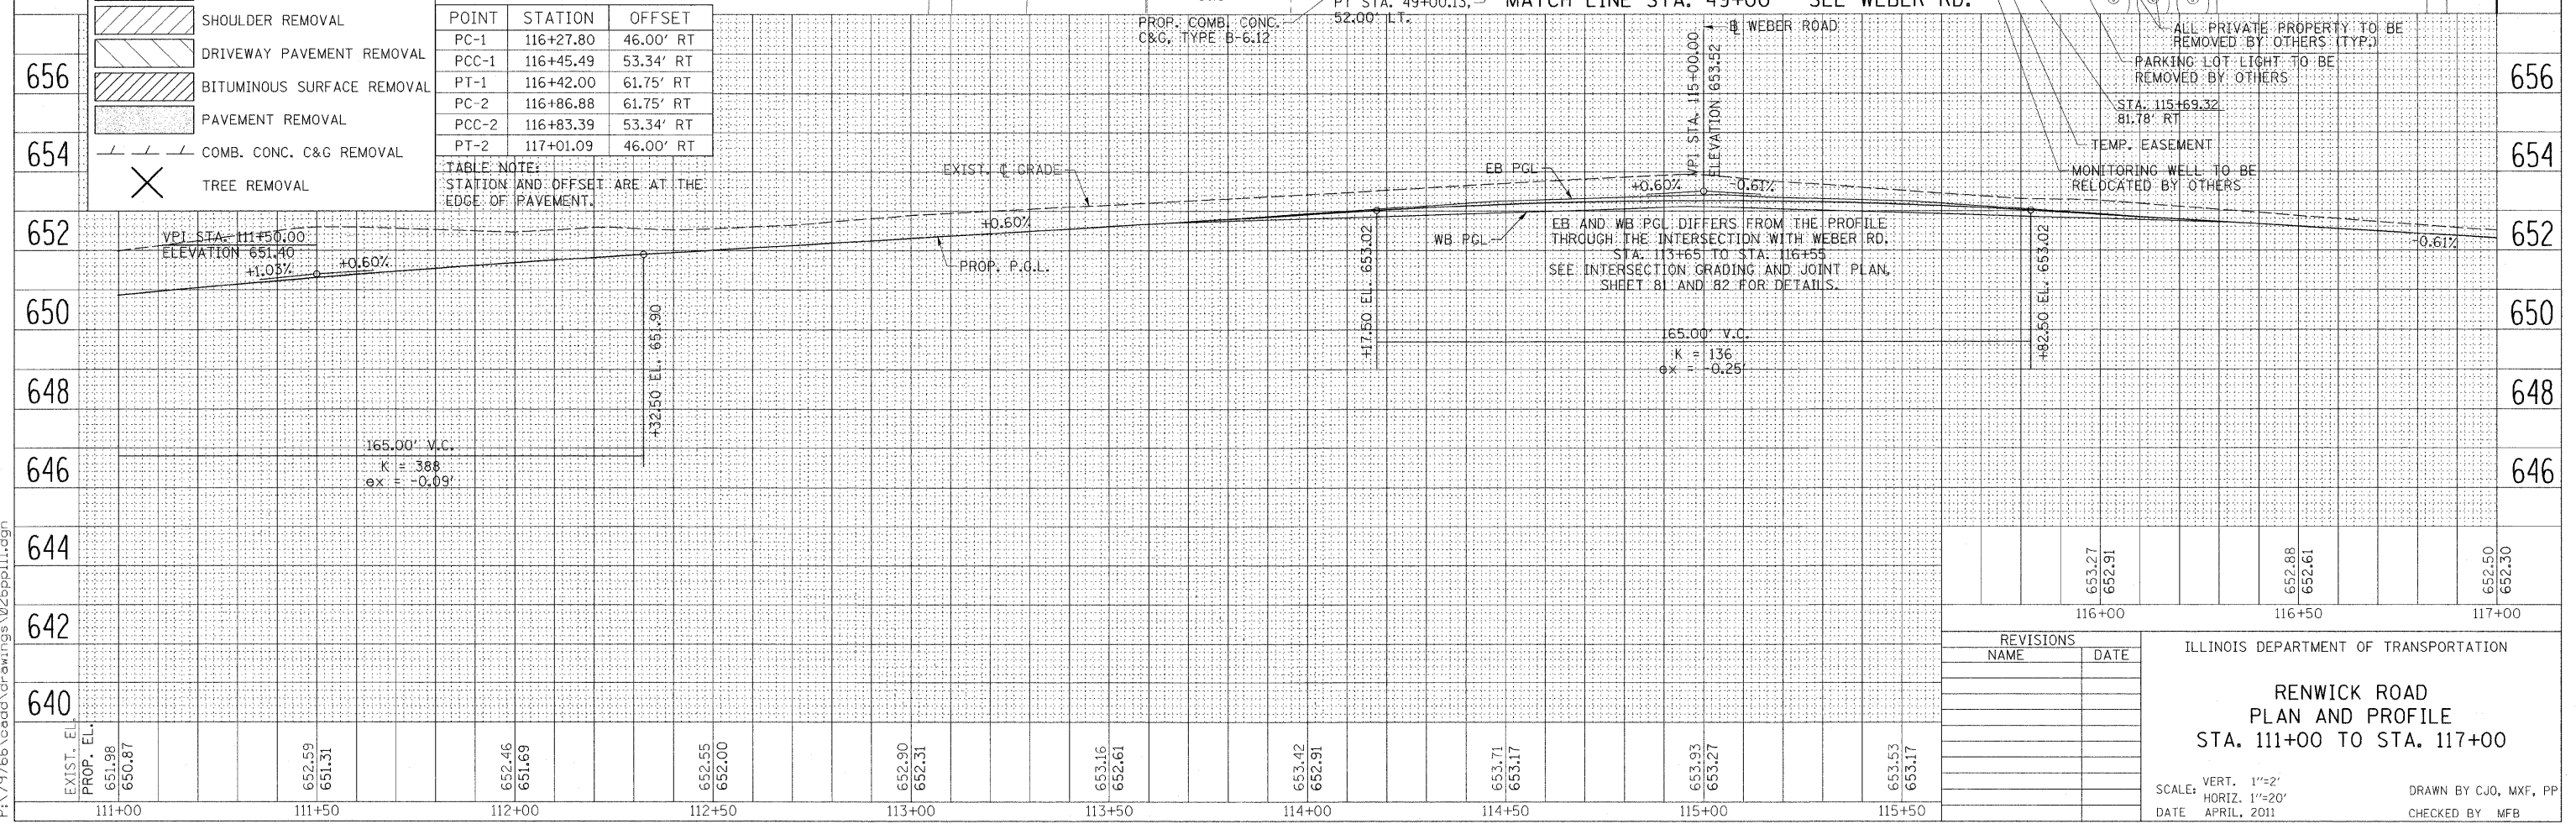 SHOULDER REMOVAL
DRIVEWAY PAVEMENT REMOVAL
BITUMINOUS SURFACE REMOVAL
PAVEMENT REMOVAL
COMB. CONC. C&G REMOVAL
TREE REMOVAL
POINT STATION OFFSET
PC-1 116+27.80 46.00' RT
PCC-1 116+45.49 53.34' RT
PT-1 116+42.00 61.75' RT
PC-2 116+86.88 61.75' RT
PCC-2 116+83.39 53.34' RT
PT-2 117+01.09 46.00' RT
TABLE NOTE:
STATION AND OFFSET ARE AT THE
EDGE OF PAVEMENT.
PROP. COMB. CONC.
C&G, TYPE B-6.12
PT STA. 49+00.13,
52.00' LT.
MATCH LINE STA. 49+00 SEE WEBER RD.
℄ WEBER ROAD
VPI STA. 115+00.00
ELEVATION 653.52
ALL PRIVATE PROPERTY TO BE
REMOVED BY OTHERS (TYP.)
PARKING LOT LIGHT TO BE
REMOVED BY OTHERS
STA. 115+69.32
81.78' RT
TEMP. EASEMENT
MONITORING WELL TO BE
RELOCATED BY OTHERS
656
654
652
650
648
646
644
642
640
656
654
652
650
648
646
EXIST. ℄ GRADE
EB PGL
+0.60%
-0.61%
VPI STA. 111+50.00
ELEVATION 651.40
+1.03%
+0.60%
+0.60%
PROP. P.G.L.
WB PGL
EB AND WB PGL DIFFERS FROM THE PROFILE
THROUGH THE INTERSECTION WITH WEBER RD.
STA. 113+65 TO STA. 116+55
SEE INTERSECTION GRADING AND JOINT PLAN,
SHEET 81 AND 82 FOR DETAILS.
-0.61%
+32.50 EL. 651.90
+17.50 EL. 653.02
+82.50 EL. 653.02
165.00' V.C.
K = 136
ex = -0.25'
165.00' V.C.
K = 388
ex = -0.09'
EXIST. EL.
PROP. EL.
651.98
650.87
652.59
651.31
652.46
651.69
652.55
652.00
652.90
652.31
653.16
652.61
653.42
652.91
653.71
653.17
653.93
653.27
653.53
653.17
653.27
652.91
652.88
652.61
652.50
652.30
111+00
111+50
112+00
112+50
113+00
113+50
114+00
114+50
115+00
115+50
116+00
116+50
117+00
REVISIONS
NAME DATE
ILLINOIS DEPARTMENT OF TRANSPORTATION
RENWICK ROAD
PLAN AND PROFILE
STA. 111+00 TO STA. 117+00
SCALE: VERT. 1"=2'
HORIZ. 1"=20'
DATE APRIL, 2011
DRAWN BY CJO, MXF, PP
CHECKED BY MFB